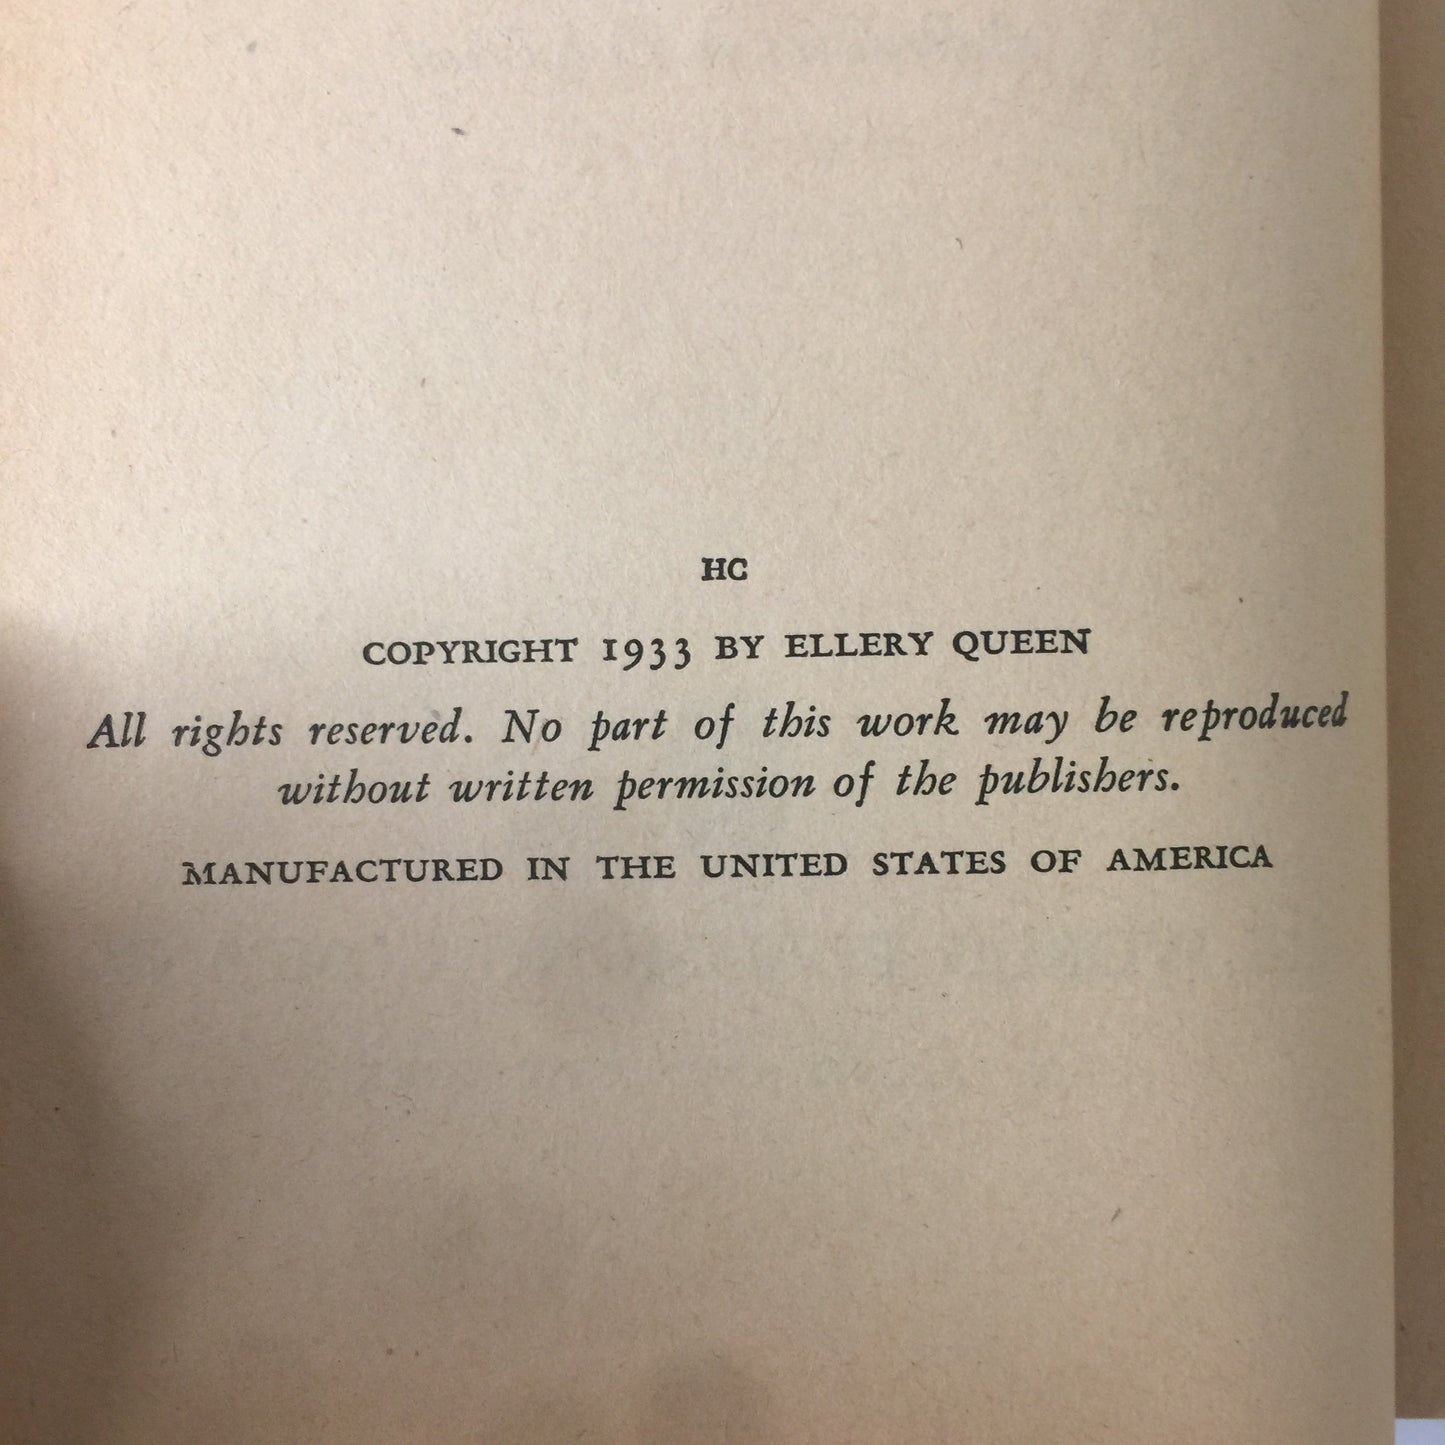 HC
COPYRIGHT 1933 BY ELLERY QUEEN
All rights reserved. No part of this work may be reproduced
without written permission of the publishers.
MANUFACTURED IN THE UNITED STATES OF AMERICA